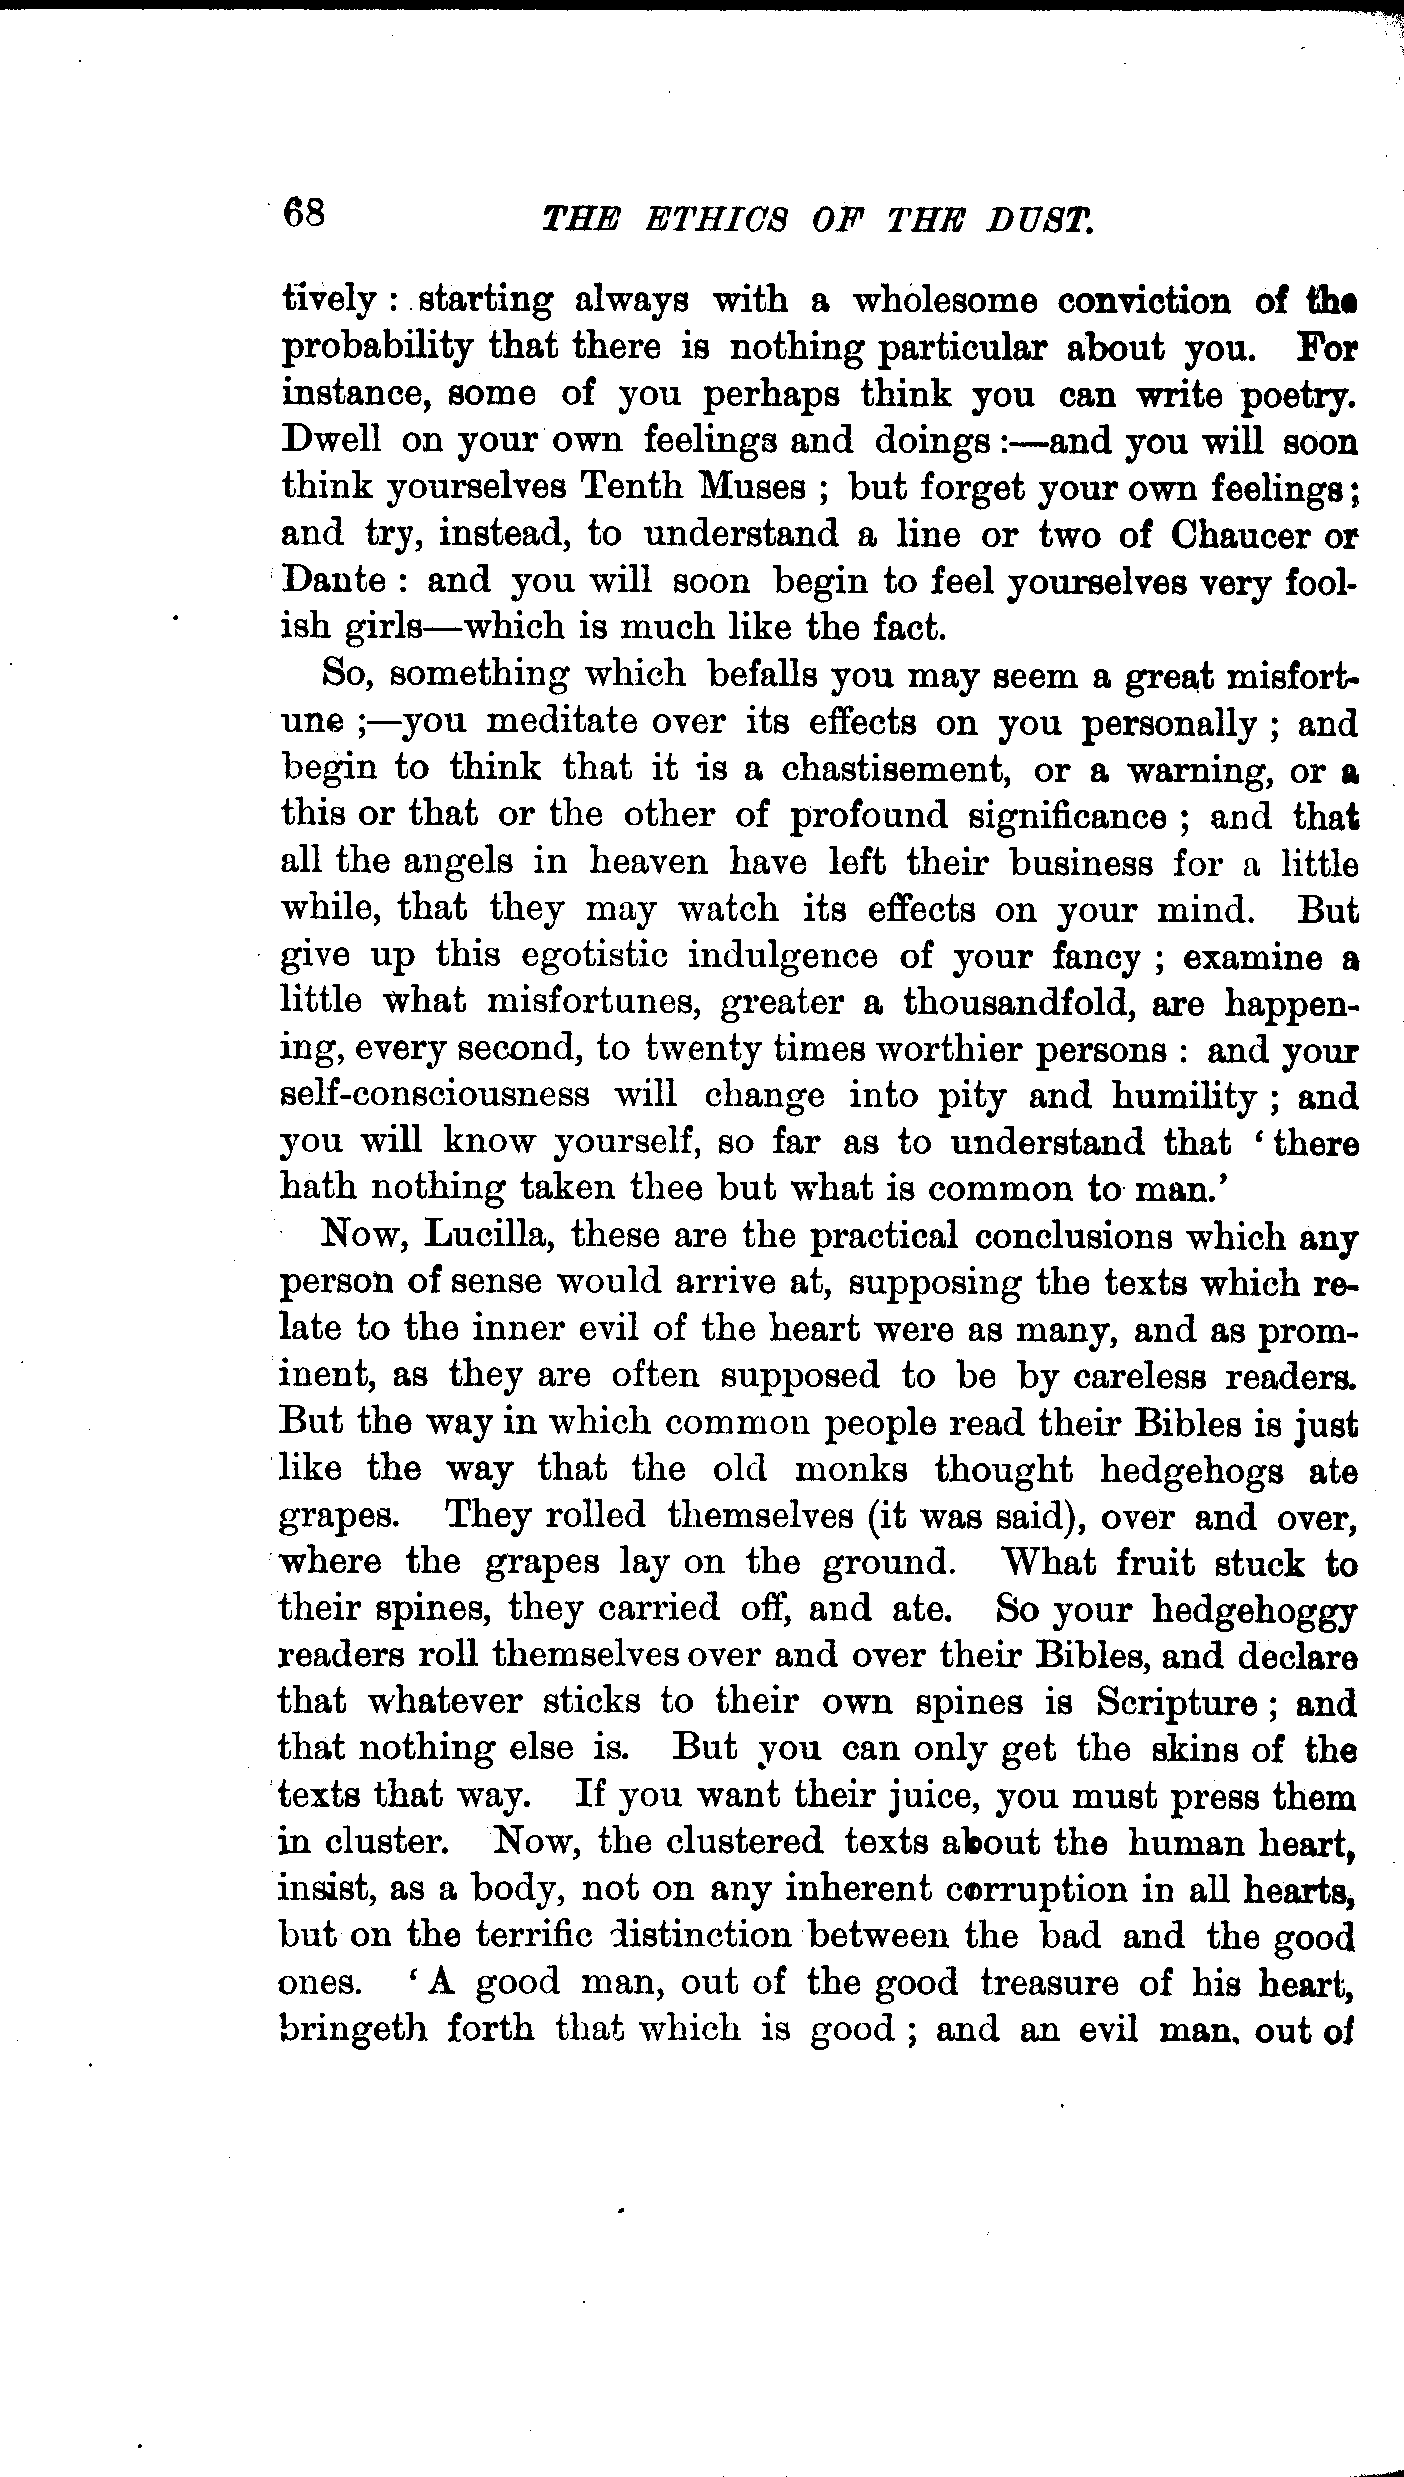 68 THE ETHICS OF THE DUST.
tively : starting always with a wholesome conviction of the
probability that there is nothing particular about you. For
instance, some of you perhaps think you can write poetry.
Dwell on your own feelings and doings :—and you will soon
think yourselves Tenth Muses ; but forget your own feelings ;
and try, instead, to understand a line or two of Chaucer or
Dante : and you will soon begin to feel yourselves very fool-
ish girls—which is much like the fact.
So, something which befalls you may seem a great misfort-
une ;—you meditate over its effects on you personally ; and
begin to think that it is a chastisement, or a warning, or a
this or that or the other of profound significance ; and that
all the angels in heaven have left their business for a little
while, that they may watch its effects on your mind. But
give up this egotistic indulgence of your fancy ; examine a
little what misfortunes, greater a thousandfold, are happen-
ing, every second, to twenty times worthier persons : and your
self-consciousness will change into pity and humility ; and
you will know yourself, so far as to understand that ‘ there
hath nothing taken thee but what is common to man.’
Now, Lucilla, these are the practical conclusions which any
person of sense would arrive at, supposing the texts which re-
late to the inner evil of the heart were as many, and as prom-
inent, as they are often supposed to be by careless readers.
But the way in which common people read their Bibles is just
like the way that the old monks thought hedgehogs ate
grapes. They rolled themselves (it was said), over and over,
where the grapes lay on the ground. What fruit stuck to
their spines, they carried off, and ate. So your hedgehoggy
readers roll themselves over and over their Bibles, and declare
that whatever sticks to their own spines is Scripture ; and
that nothing else is. But you can only get the skins of the
texts that way. If you want their juice, you must press them
in cluster. Now, the clustered texts about the human heart,
insist, as a body, not on any inherent corruption in all hearts,
but on the terrific distinction between the bad and the good
ones. ‘ A good man, out of the good treasure of his heart,
bringeth forth that which is good ; and an evil man, out of